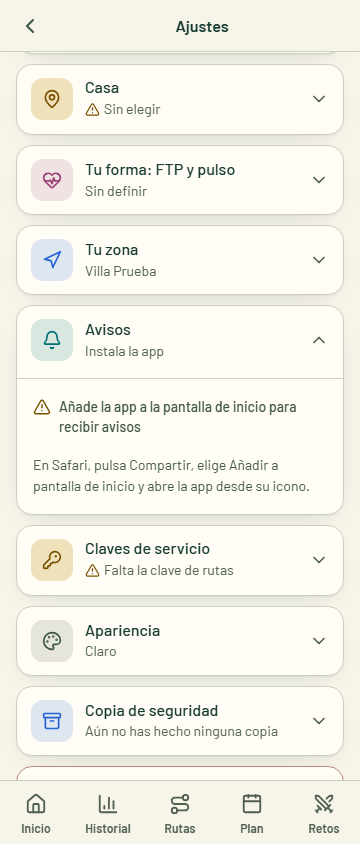 Ajustes
Casa
Sin elegir
Tu forma: FTP y pulso
Sin definir
Tu zona
Villa Prueba
Avisos
Instala la app
Añade la app a la pantalla de inicio para
recibir avisos
En Safari, pulsa Compartir, elige Añadir a
pantalla de inicio y abre la app desde su icono.
Claves de servicio
Falta la clave de rutas
Apariencia
Claro
Copia de seguridad
Aún no has hecho ninguna copia
Inicio
Historial
Rutas
Plan
Retos